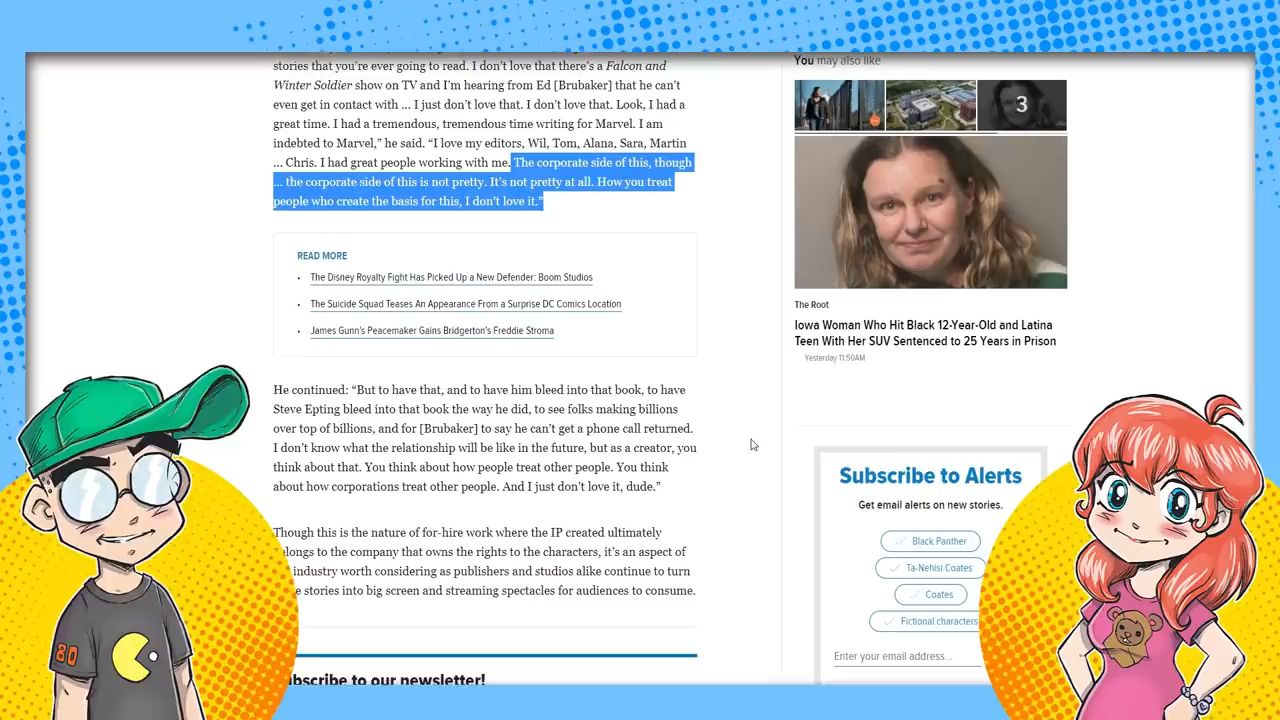 stories that you're ever going to read. I don't love that there's a Falcon and
Winter Soldier show on TV and I'm hearing from Ed [Brubaker] that he can't
even get in contact with ... I just don't love that. I don't love that. Look, I had a
great time. I had a tremendous, tremendous time writing for Marvel. I am
indebted to Marvel,” he said. “I love my editors, Wil, Tom, Alana, Sara, Martin
... Chris. I had great people working with me. The corporate side of this, though
... the corporate side of this is not pretty. It's not pretty at all. How you treat
people who create the basis for this, I don't love it.”
READ MORE
• The Disney Royalty Fight Has Picked Up a New Defender: Boom Studios
• The Suicide Squad Teases An Appearance From a Surprise DC Comics Location
• James Gunn's Peacemaker Gains Bridgerton's Freddie Stroma
He continued: “But to have that, and to have him bleed into that book, to have
Steve Epting bleed into that book the way he did, to see folks making billions
over top of billions, and for [Brubaker] to say he can't get a phone call returned.
I don't know what the relationship will be like in the future, but as a creator, you
think about that. You think about how people treat other people. You think
about how corporations treat other people. And I just don't love it, dude.”
Though this is the nature of for-hire work where the IP created ultimately
belongs to the company that owns the rights to the characters, it's an aspect of
industry worth considering as publishers and studios alike continue to turn
stories into big screen and streaming spectacles for audiences to consume.
Subscribe to our newsletter!
You may also like
3
The Root
Iowa Woman Who Hit Black 12-Year-Old and Latina
Teen With Her SUV Sentenced to 25 Years in Prison
Yesterday 11:50AM
Subscribe to Alerts
Get email alerts on new stories.
Black Panther
Ta-Nehisi Coates
Coates
Fictional characters
Enter your email address...
80